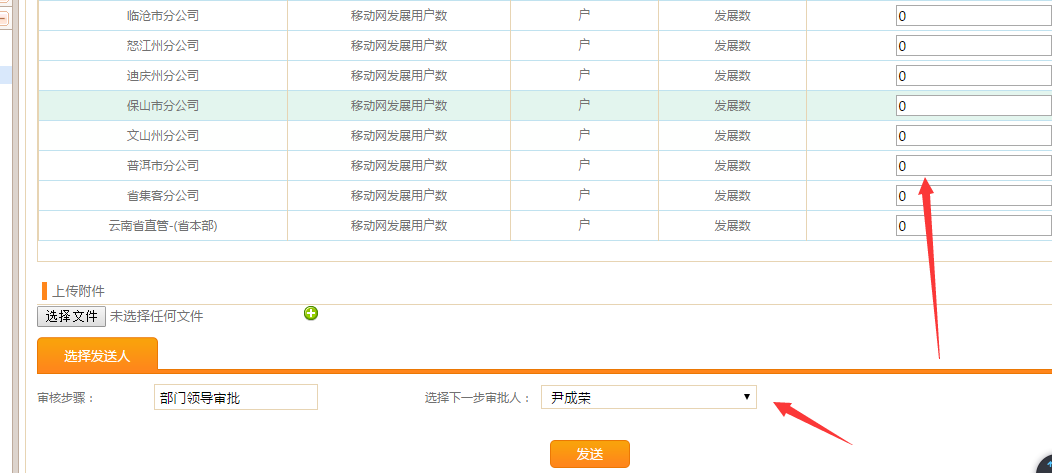 临沧市分公司 移动网发展用户数 户 发展数 0
怒江州分公司 移动网发展用户数 户 发展数 0
迪庆州分公司 移动网发展用户数 户 发展数 0
保山市分公司 移动网发展用户数 户 发展数 0
文山州分公司 移动网发展用户数 户 发展数 0
普洱市分公司 移动网发展用户数 户 发展数 0
省集客分公司 移动网发展用户数 户 发展数 0
云南省直管-(省本部) 移动网发展用户数 户 发展数 0
上传附件
选择文件 未选择任何文件
选择发送人
审核步骤： 部门领导审批 选择下一步审批人： 尹成荣
发送